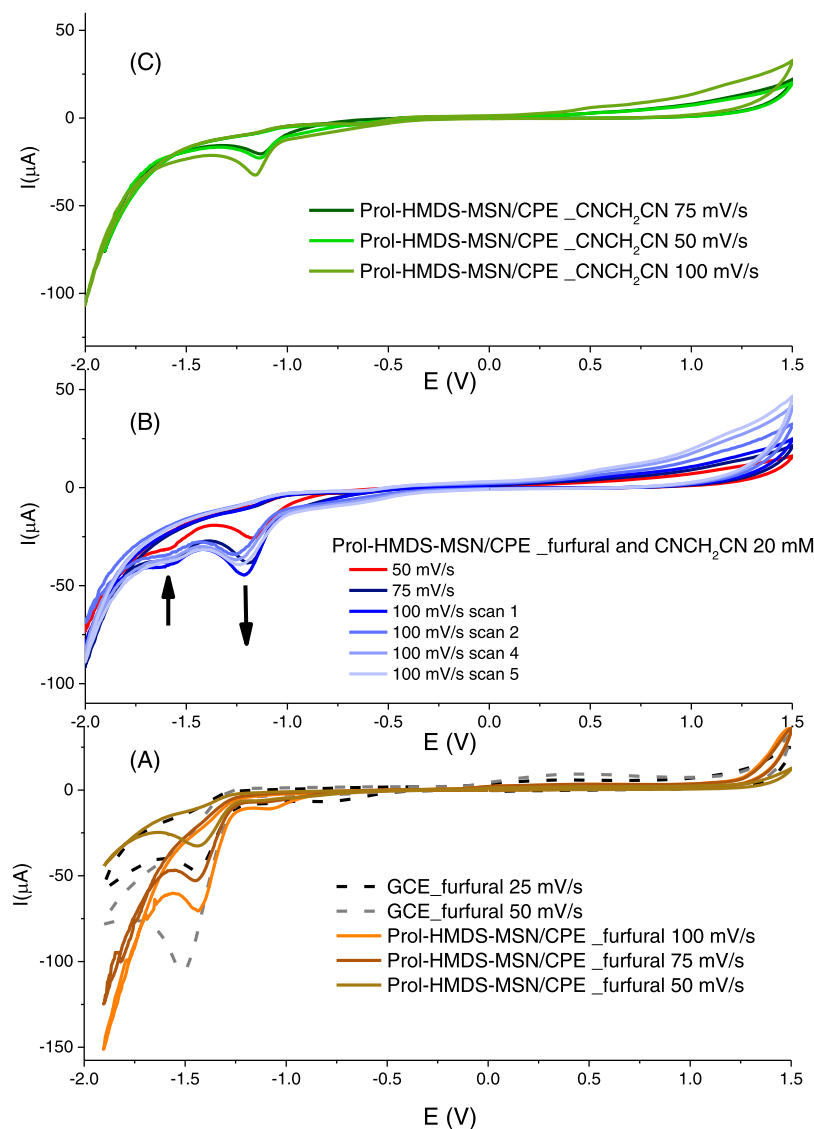 50
(C)
0
I(µA)
-50
Prol-HMDS-MSN/CPE _CNCH2CN 75 mV/s
Prol-HMDS-MSN/CPE _CNCH2CN 50 mV/s
Prol-HMDS-MSN/CPE _CNCH2CN 100 mV/s
-100
-2.0 -1.5 -1.0 -0.5 0.0 0.5 1.0 1.5
E (V)
50
(B)
0
I(µA)
-50
-100
Prol-HMDS-MSN/CPE _furfural and CNCH2CN 20 mM
50 mV/s
75 mV/s
100 mV/s scan 1
100 mV/s scan 2
100 mV/s scan 4
100 mV/s scan 5
-2.0 -1.5 -1.0 -0.5 0.0 0.5 1.0 1.5
E (V)
(A)
0
-50
I(µA)
-100
-150
GCE_furfural 25 mV/s
GCE_furfural 50 mV/s
Prol-HMDS-MSN/CPE _furfural 100 mV/s
Prol-HMDS-MSN/CPE _furfural 75 mV/s
Prol-HMDS-MSN/CPE _furfural 50 mV/s
-2.0 -1.5 -1.0 -0.5 0.0 0.5 1.0 1.5
E (V)